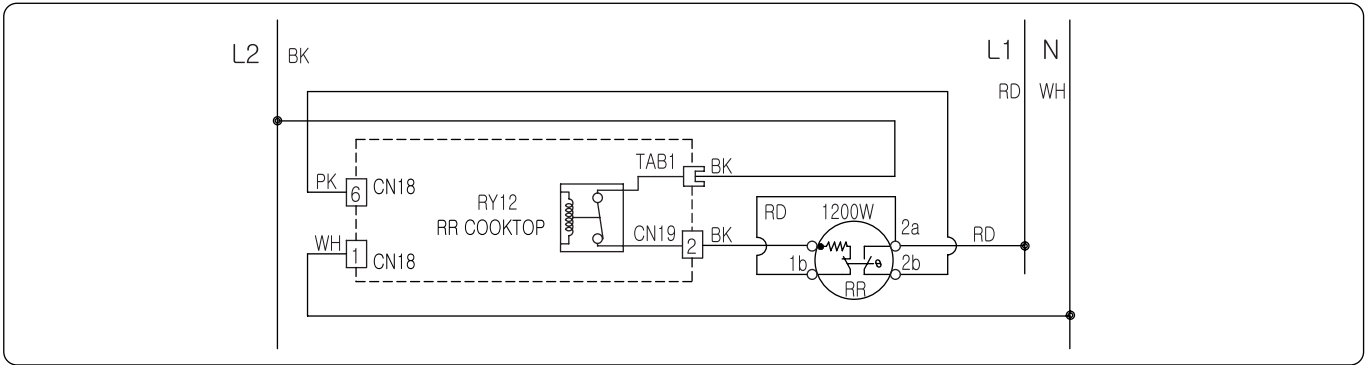 L2
BK
L1
N
RD
WH
TAB1
BK
PK
6
CN18
RY12
RR COOKTOP
WH
1
CN18
CN19
2
BK
RD
1200W
2a
RD
1b
2b
θ
RR